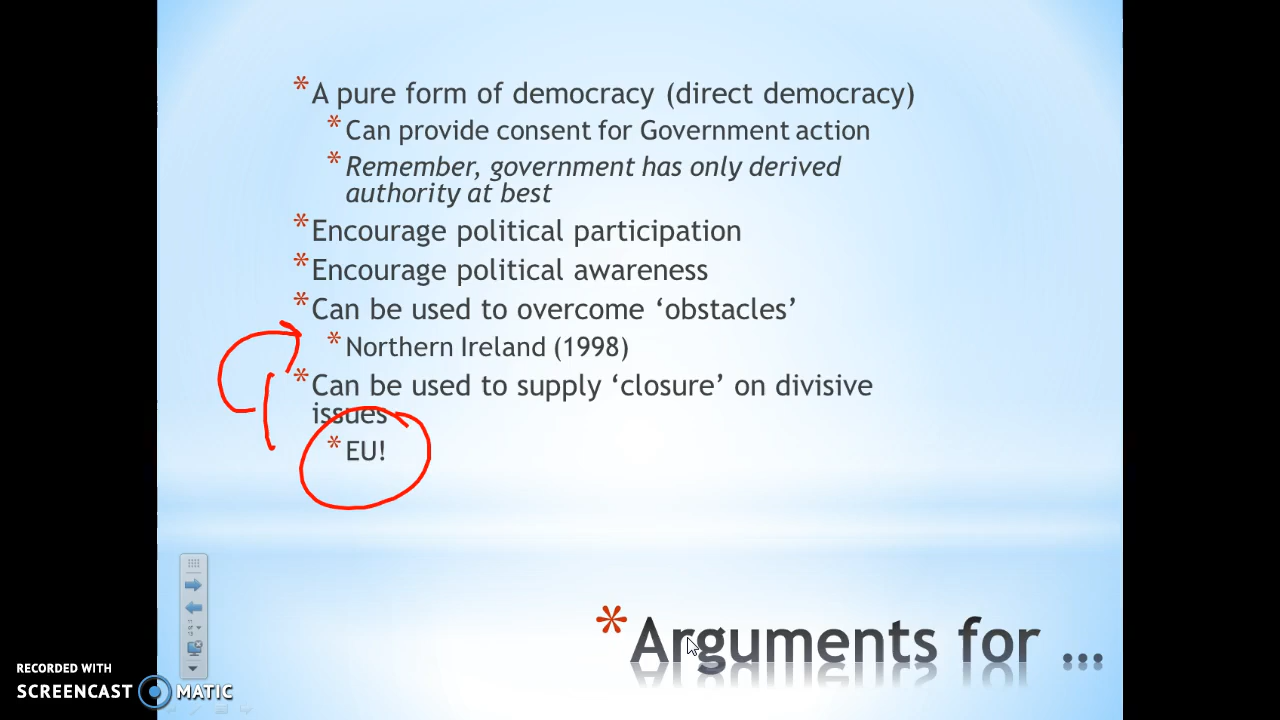 * A pure form of democracy (direct democracy)
* Can provide consent for Government action
* Remember, government has only derived
authority at best
* Encourage political participation
* Encourage political awareness
* Can be used to overcome ‘obstacles’
* Northern Ireland (1998)
* Can be used to supply ‘closure’ on divisive
issues
* EU!
* Arguments for ...
RECORDED WITH
SCREENCAST MATIC